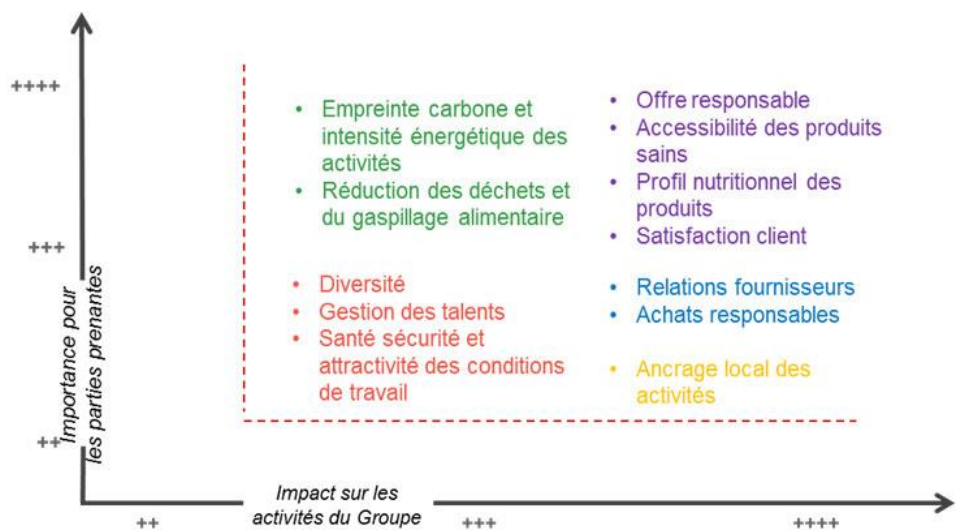 ++++
+++
++
Importance pour
les parties prenantes
• Empreinte carbone et
intensité énergétique des
activités
• Réduction des déchets et
du gaspillage alimentaire
• Offre responsable
• Accessibilité des produits
sains
• Profil nutritionnel des
produits
• Satisfaction client
• Diversité
• Gestion des talents
• Santé sécurité et
attractivité des conditions
de travail
• Relations fournisseurs
• Achats responsables
• Ancrage local des
activités
Impact sur les
activités du Groupe
++
+++
++++